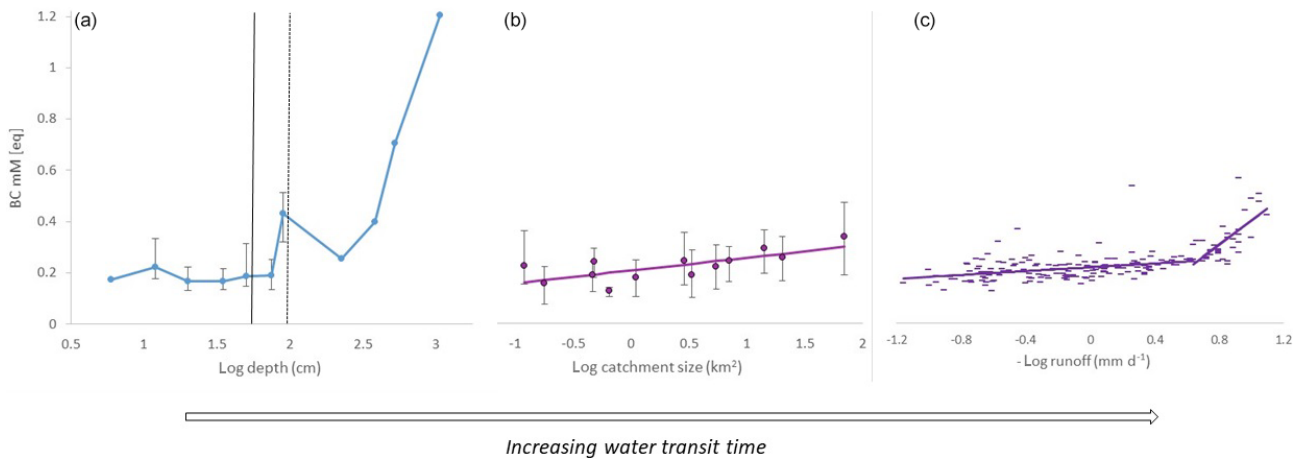 (a)
(b)
(c)
BC mM [eq]
1.2
1
0.8
0.6
0.4
0.2
0
0.5 1 1.5 2 2.5 3
Log depth (cm)
-1 -0.5 0 0.5 1 1.5 2
Log catchment size (km²)
-1.2 -0.8 -0.4 0 0.4 0.8 1.2
- Log runoff (mm d⁻¹)
Increasing water transit time